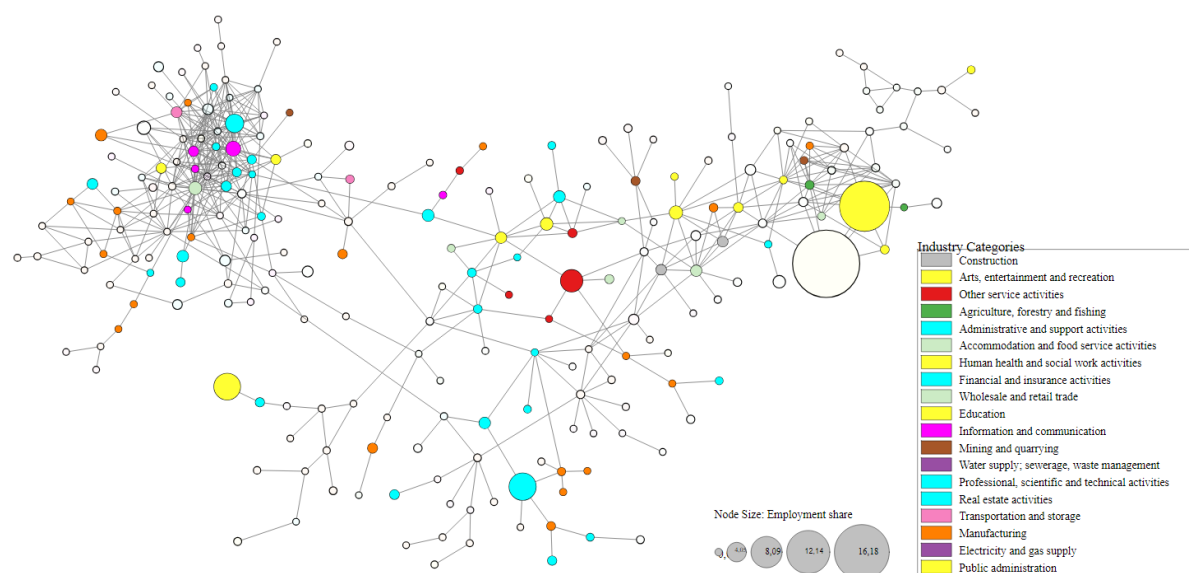 Industry Categories
Construction
Arts, entertainment and recreation
Other service activities
Agriculture, forestry and fishing
Administrative and support activities
Accommodation and food service activities
Human health and social work activities
Financial and insurance activities
Wholesale and retail trade
Education
Information and communication
Mining and quarrying
Water supply; sewerage, waste management
Professional, scientific and technical activities
Real estate activities
Transportation and storage
Manufacturing
Electricity and gas supply
Public administration
Node Size: Employment share
8,09 12,14 16,18